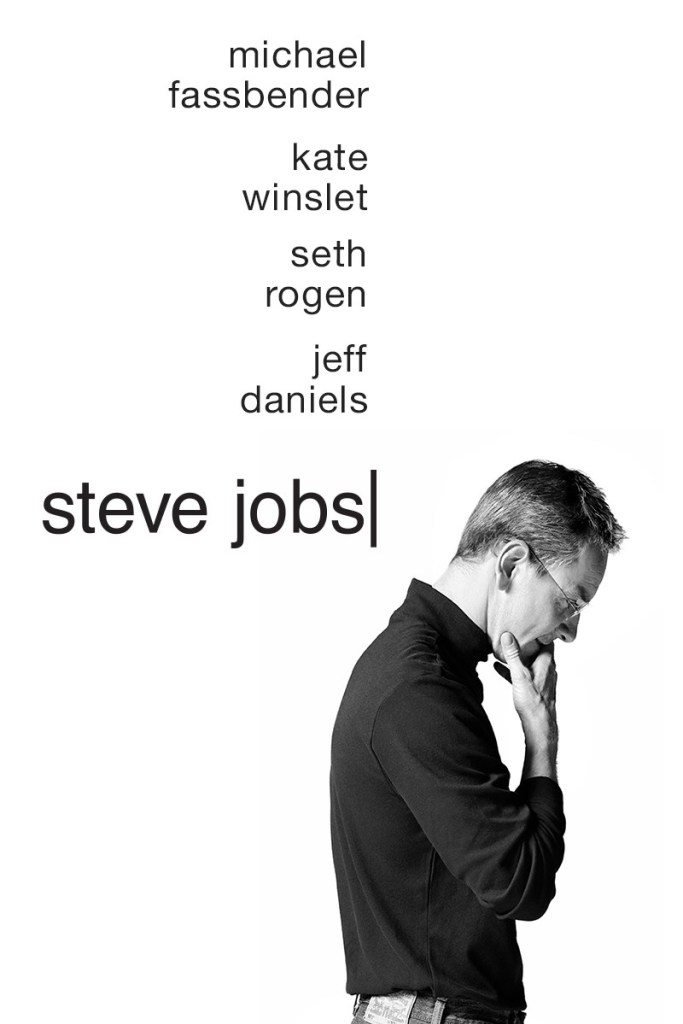 michael
fassbender
kate
winslet
seth
rogen
jeff
daniels
steve jobs|